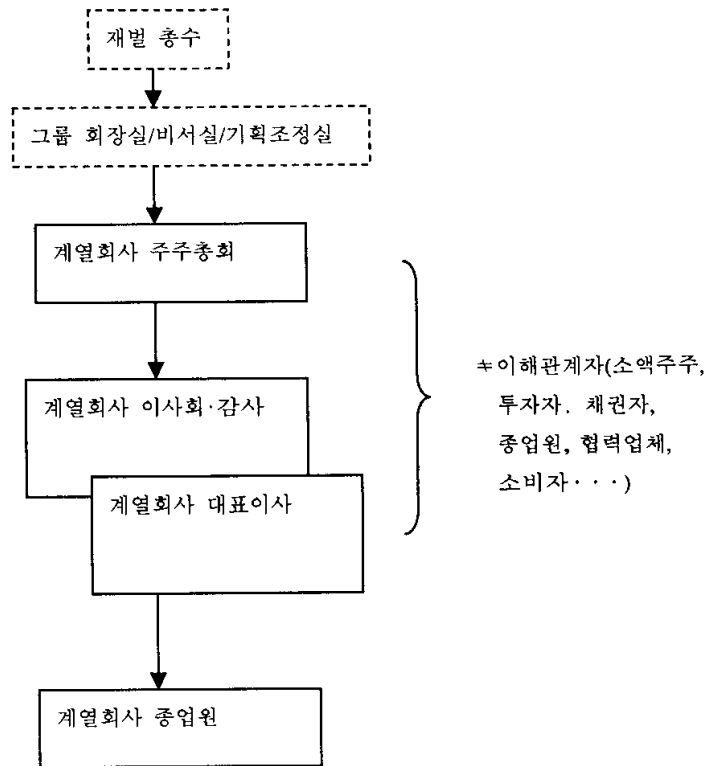 재벌 총수
그룹 회장실/비서실/기획조정실
계열회사 주주총회
계열회사 이사회·감사
계열회사 대표이사
계열회사 종업원
≠이해관계자(소액주주,
투자자. 채권자,
종업원, 협력업체,
소비자···)